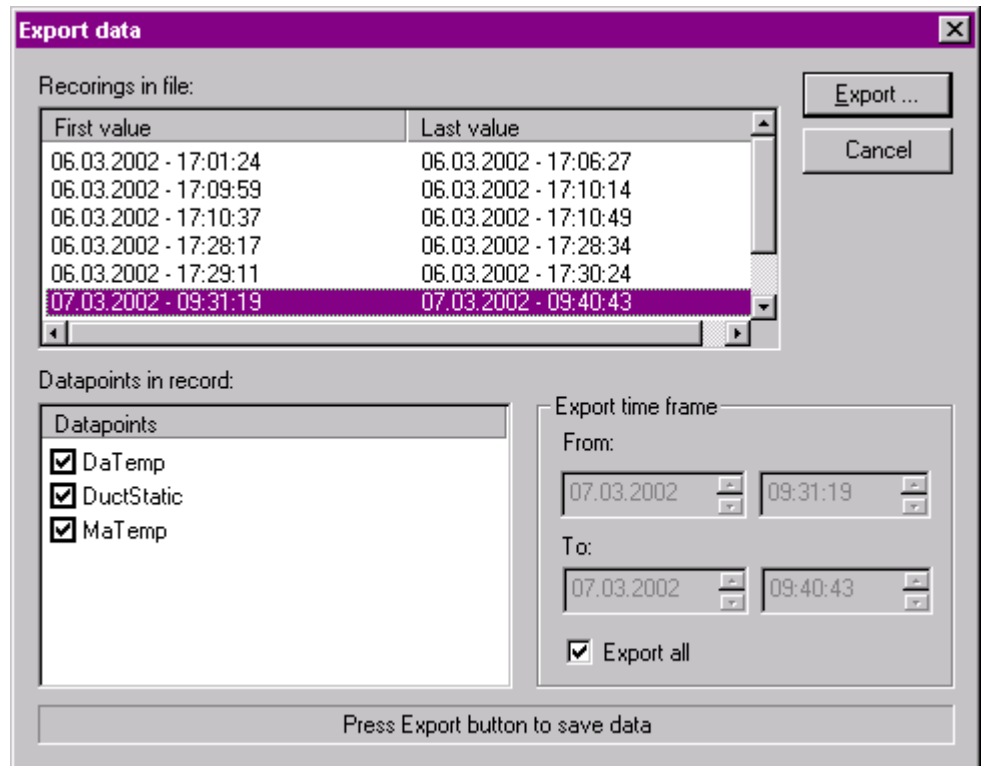 Export data
Recorings in file:
Export ...
First value Last value
Cancel
06.03.2002 - 17:01:24 06.03.2002 - 17:06:27
06.03.2002 - 17:09:59 06.03.2002 - 17:10:14
06.03.2002 - 17:10:37 06.03.2002 - 17:10:49
06.03.2002 - 17:28:17 06.03.2002 - 17:28:34
06.03.2002 - 17:29:11 06.03.2002 - 17:30:24
07.03.2002 - 09:31:19 07.03.2002 - 09:40:43
Datapoints in record:
Datapoints
DaTemp
DuctStatic
MaTemp
Export time frame
From:
07.03.2002 09:31:19
To:
07.03.2002 09:40:43
Export all
Press Export button to save data